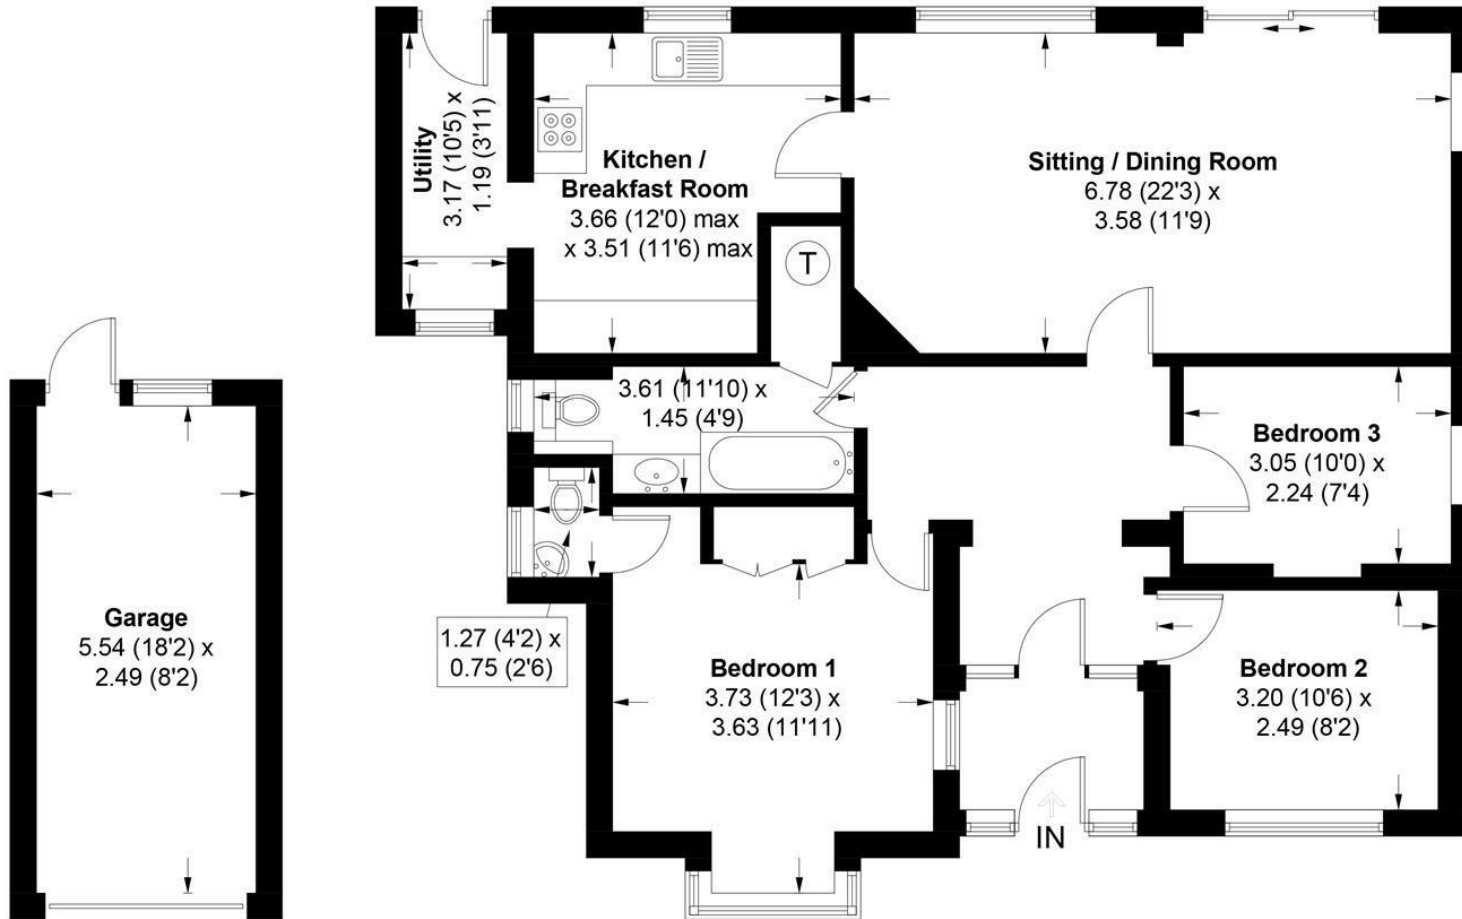 Utility
3.17 (10'5) x
1.19 (3'11)
Kitchen /
Breakfast Room
3.66 (12'0) max
x 3.51 (11'6) max
Sitting / Dining Room
6.78 (22'3) x
3.58 (11'9)
T
3.61 (11'10) x
1.45 (4'9)
Bedroom 3
3.05 (10'0) x
2.24 (7'4)
Garage
5.54 (18'2) x
2.49 (8'2)
1.27 (4'2) x
0.75 (2'6)
Bedroom 1
3.73 (12'3) x
3.63 (11'11)
Bedroom 2
3.20 (10'6) x
2.49 (8'2)
IN